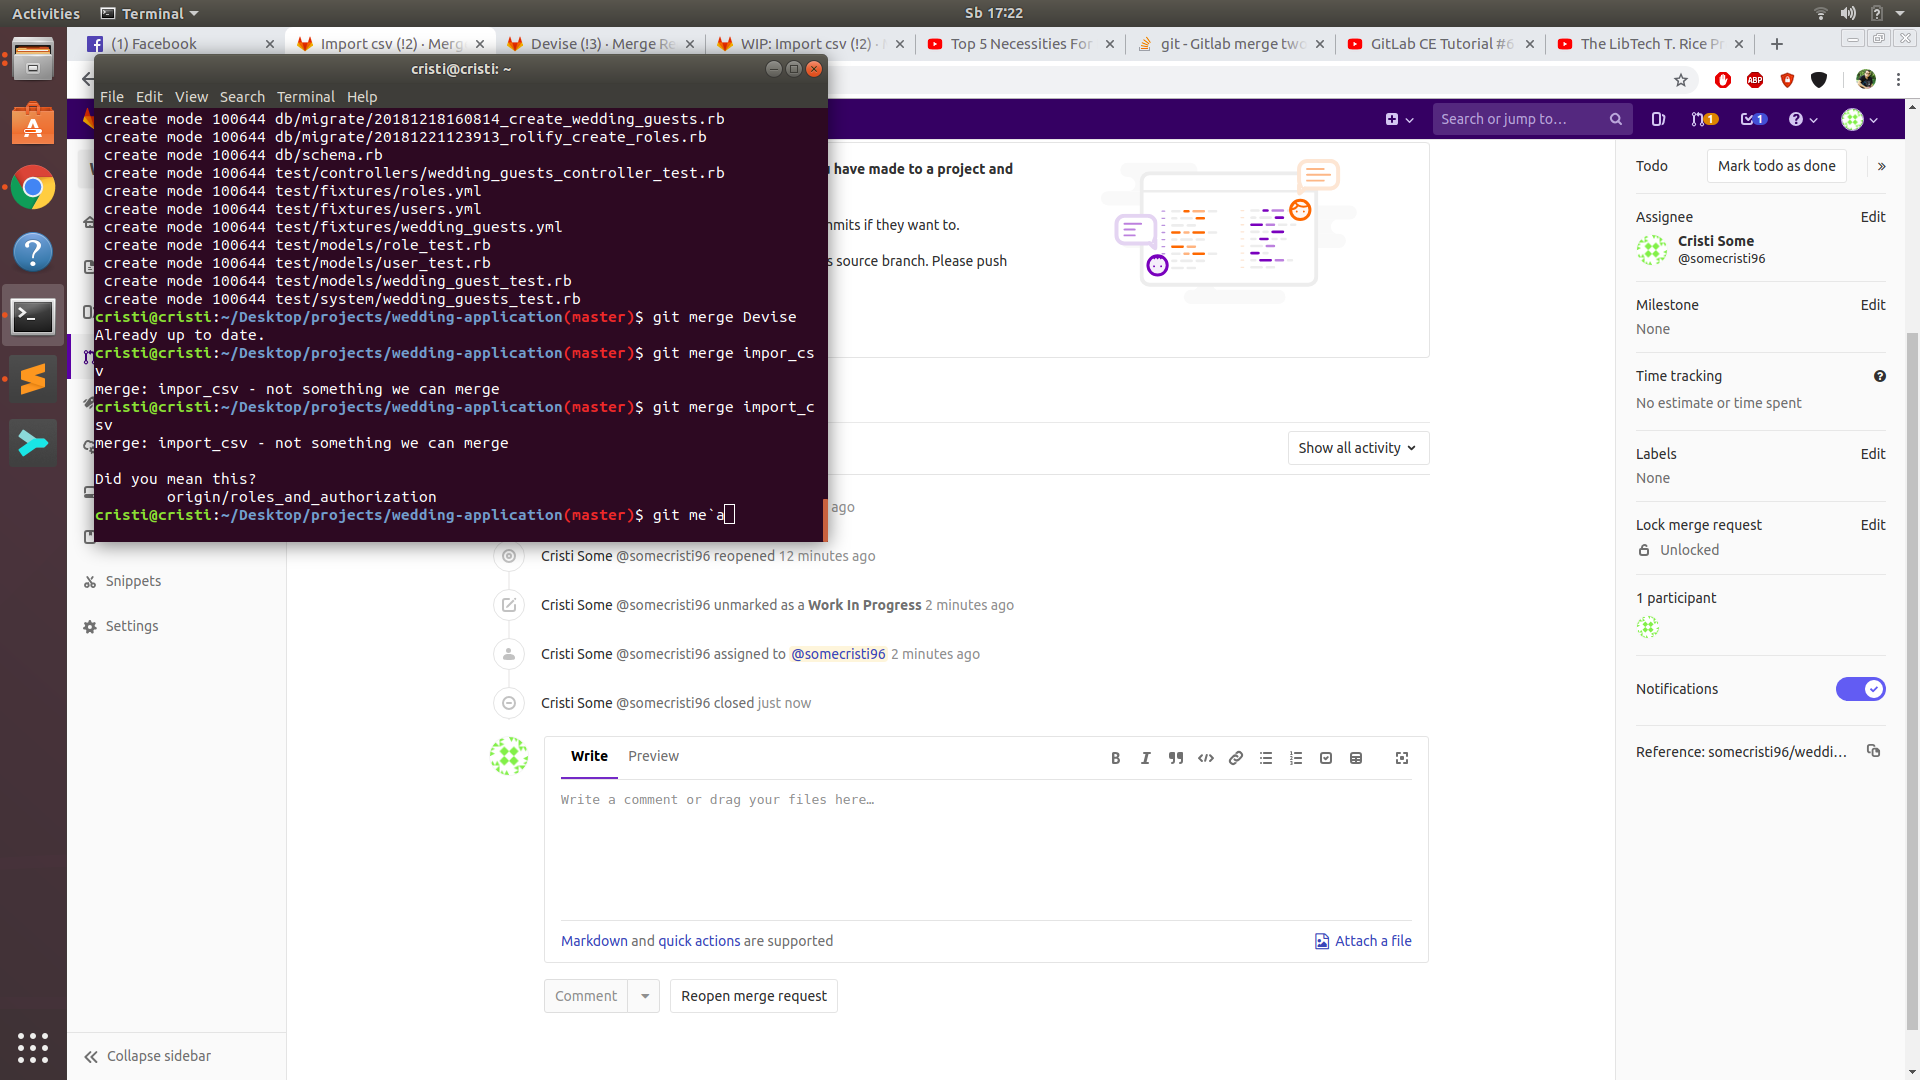 Activities
Terminal
Sb 17:22
(1) Facebook
Import csv (!2) · Merg
Devise (!3) · Merge Re
WIP: Import csv (!2) ·
Top 5 Necessities For
git - Gitlab merge two
GitLab CE Tutorial #6
The LibTech T. Rice Pr
cristi@cristi: ~
File Edit View Search Terminal Help
create mode 100644 db/migrate/20181218160814_create_wedding_guests.rb
create mode 100644 db/migrate/20181221123913_rolify_create_roles.rb
create mode 100644 db/schema.rb
create mode 100644 test/controllers/wedding_guests_controller_test.rb
create mode 100644 test/fixtures/roles.yml
create mode 100644 test/fixtures/users.yml
create mode 100644 test/fixtures/wedding_guests.yml
create mode 100644 test/models/role_test.rb
create mode 100644 test/models/user_test.rb
create mode 100644 test/models/wedding_guest_test.rb
create mode 100644 test/system/wedding_guests_test.rb
cristi@cristi:~/Desktop/projects/wedding-application(master)$ git merge Devise
Already up to date.
cristi@cristi:~/Desktop/projects/wedding-application(master)$ git merge impor_cs
v
merge: impor_csv - not something we can merge
cristi@cristi:~/Desktop/projects/wedding-application(master)$ git merge import_c
sv
merge: import_csv - not something we can merge
Did you mean this?
origin/roles_and_authorization
cristi@cristi:~/Desktop/projects/wedding-application(master)$ git me`a
Search or jump to…
1
1
have made to a project and
mmits if they want to.
s source branch. Please push
Show all activity
ago
Cristi Some @somecristi96 reopened 12 minutes ago
Cristi Some @somecristi96 unmarked as a Work In Progress 2 minutes ago
Cristi Some @somecristi96 assigned to @somecristi96 2 minutes ago
Cristi Some @somecristi96 closed just now
Write
Preview
Write a comment or drag your files here…
Markdown and quick actions are supported
Attach a file
Comment
Reopen merge request
Snippets
Settings
Collapse sidebar
Todo
Mark todo as done
Assignee
Edit
Cristi Some
@somecristi96
Milestone
Edit
None
Time tracking
No estimate or time spent
Labels
Edit
None
Lock merge request
Edit
Unlocked
1 participant
Notifications
Reference: somecristi96/weddi…